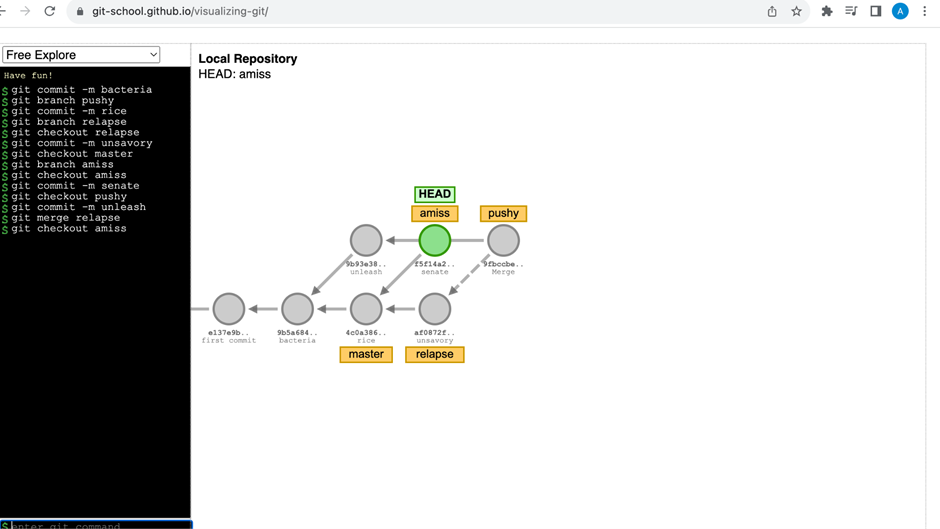 git-school.github.io/visualizing-git/
A
Free Explore
Have fun!
$ git commit -m bacteria
$ git branch pushy
$ git commit -m rice
$ git branch relapse
$ git checkout relapse
$ git commit -m unsavory
$ git checkout master
$ git branch amiss
$ git checkout amiss
$ git commit -m senate
$ git checkout pushy
$ git commit -m unleash
$ git merge relapse
$ git checkout amiss
$ enter git command
Local Repository
HEAD: amiss
HEAD
amiss
pushy
9b93e38..
unleash
f5f14a2..
senate
9fbccbe..
Merge
e137e9b..
first commit
9b5a684..
bacteria
4c0a386..
rice
af0872f..
unsavory
master
relapse